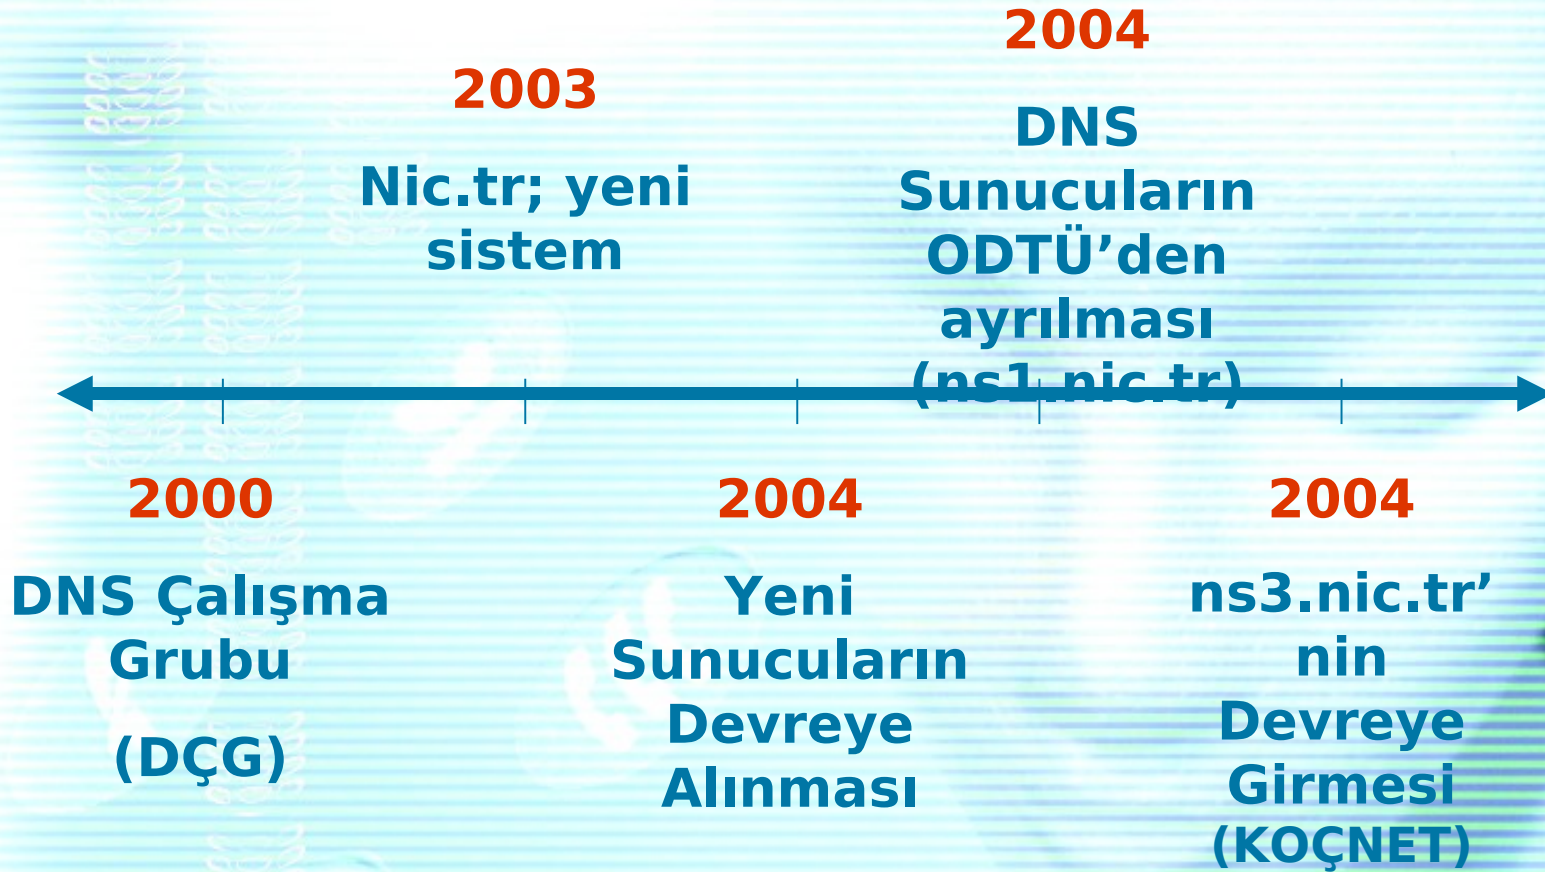 2003
Nic.tr; yeni
sistem
2004
DNS
Sunucuların
ODTÜ’den
ayrılması
(ns1.nic.tr)
2000
DNS Çalışma
Grubu
(DÇG)
2004
Yeni
Sunucuların
Devreye
Alınması
2004
ns3.nic.tr’
nin
Devreye
Girmesi
(KOÇNET)